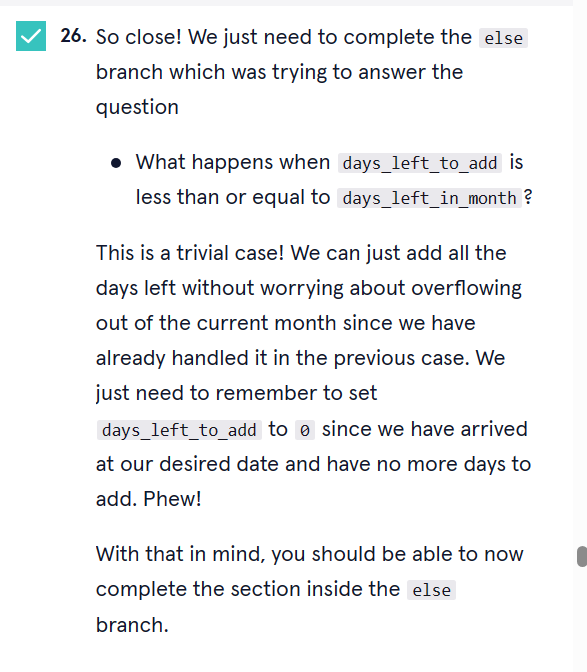 26. So close! We just need to complete the else
branch which was trying to answer the
question
• What happens when days_left_to_add is
less than or equal to days_left_in_month?
This is a trivial case! We can just add all the
days left without worrying about overflowing
out of the current month since we have
already handled it in the previous case. We
just need to remember to set
days_left_to_add to 0 since we have arrived
at our desired date and have no more days to
add. Phew!
With that in mind, you should be able to now
complete the section inside the else
branch.